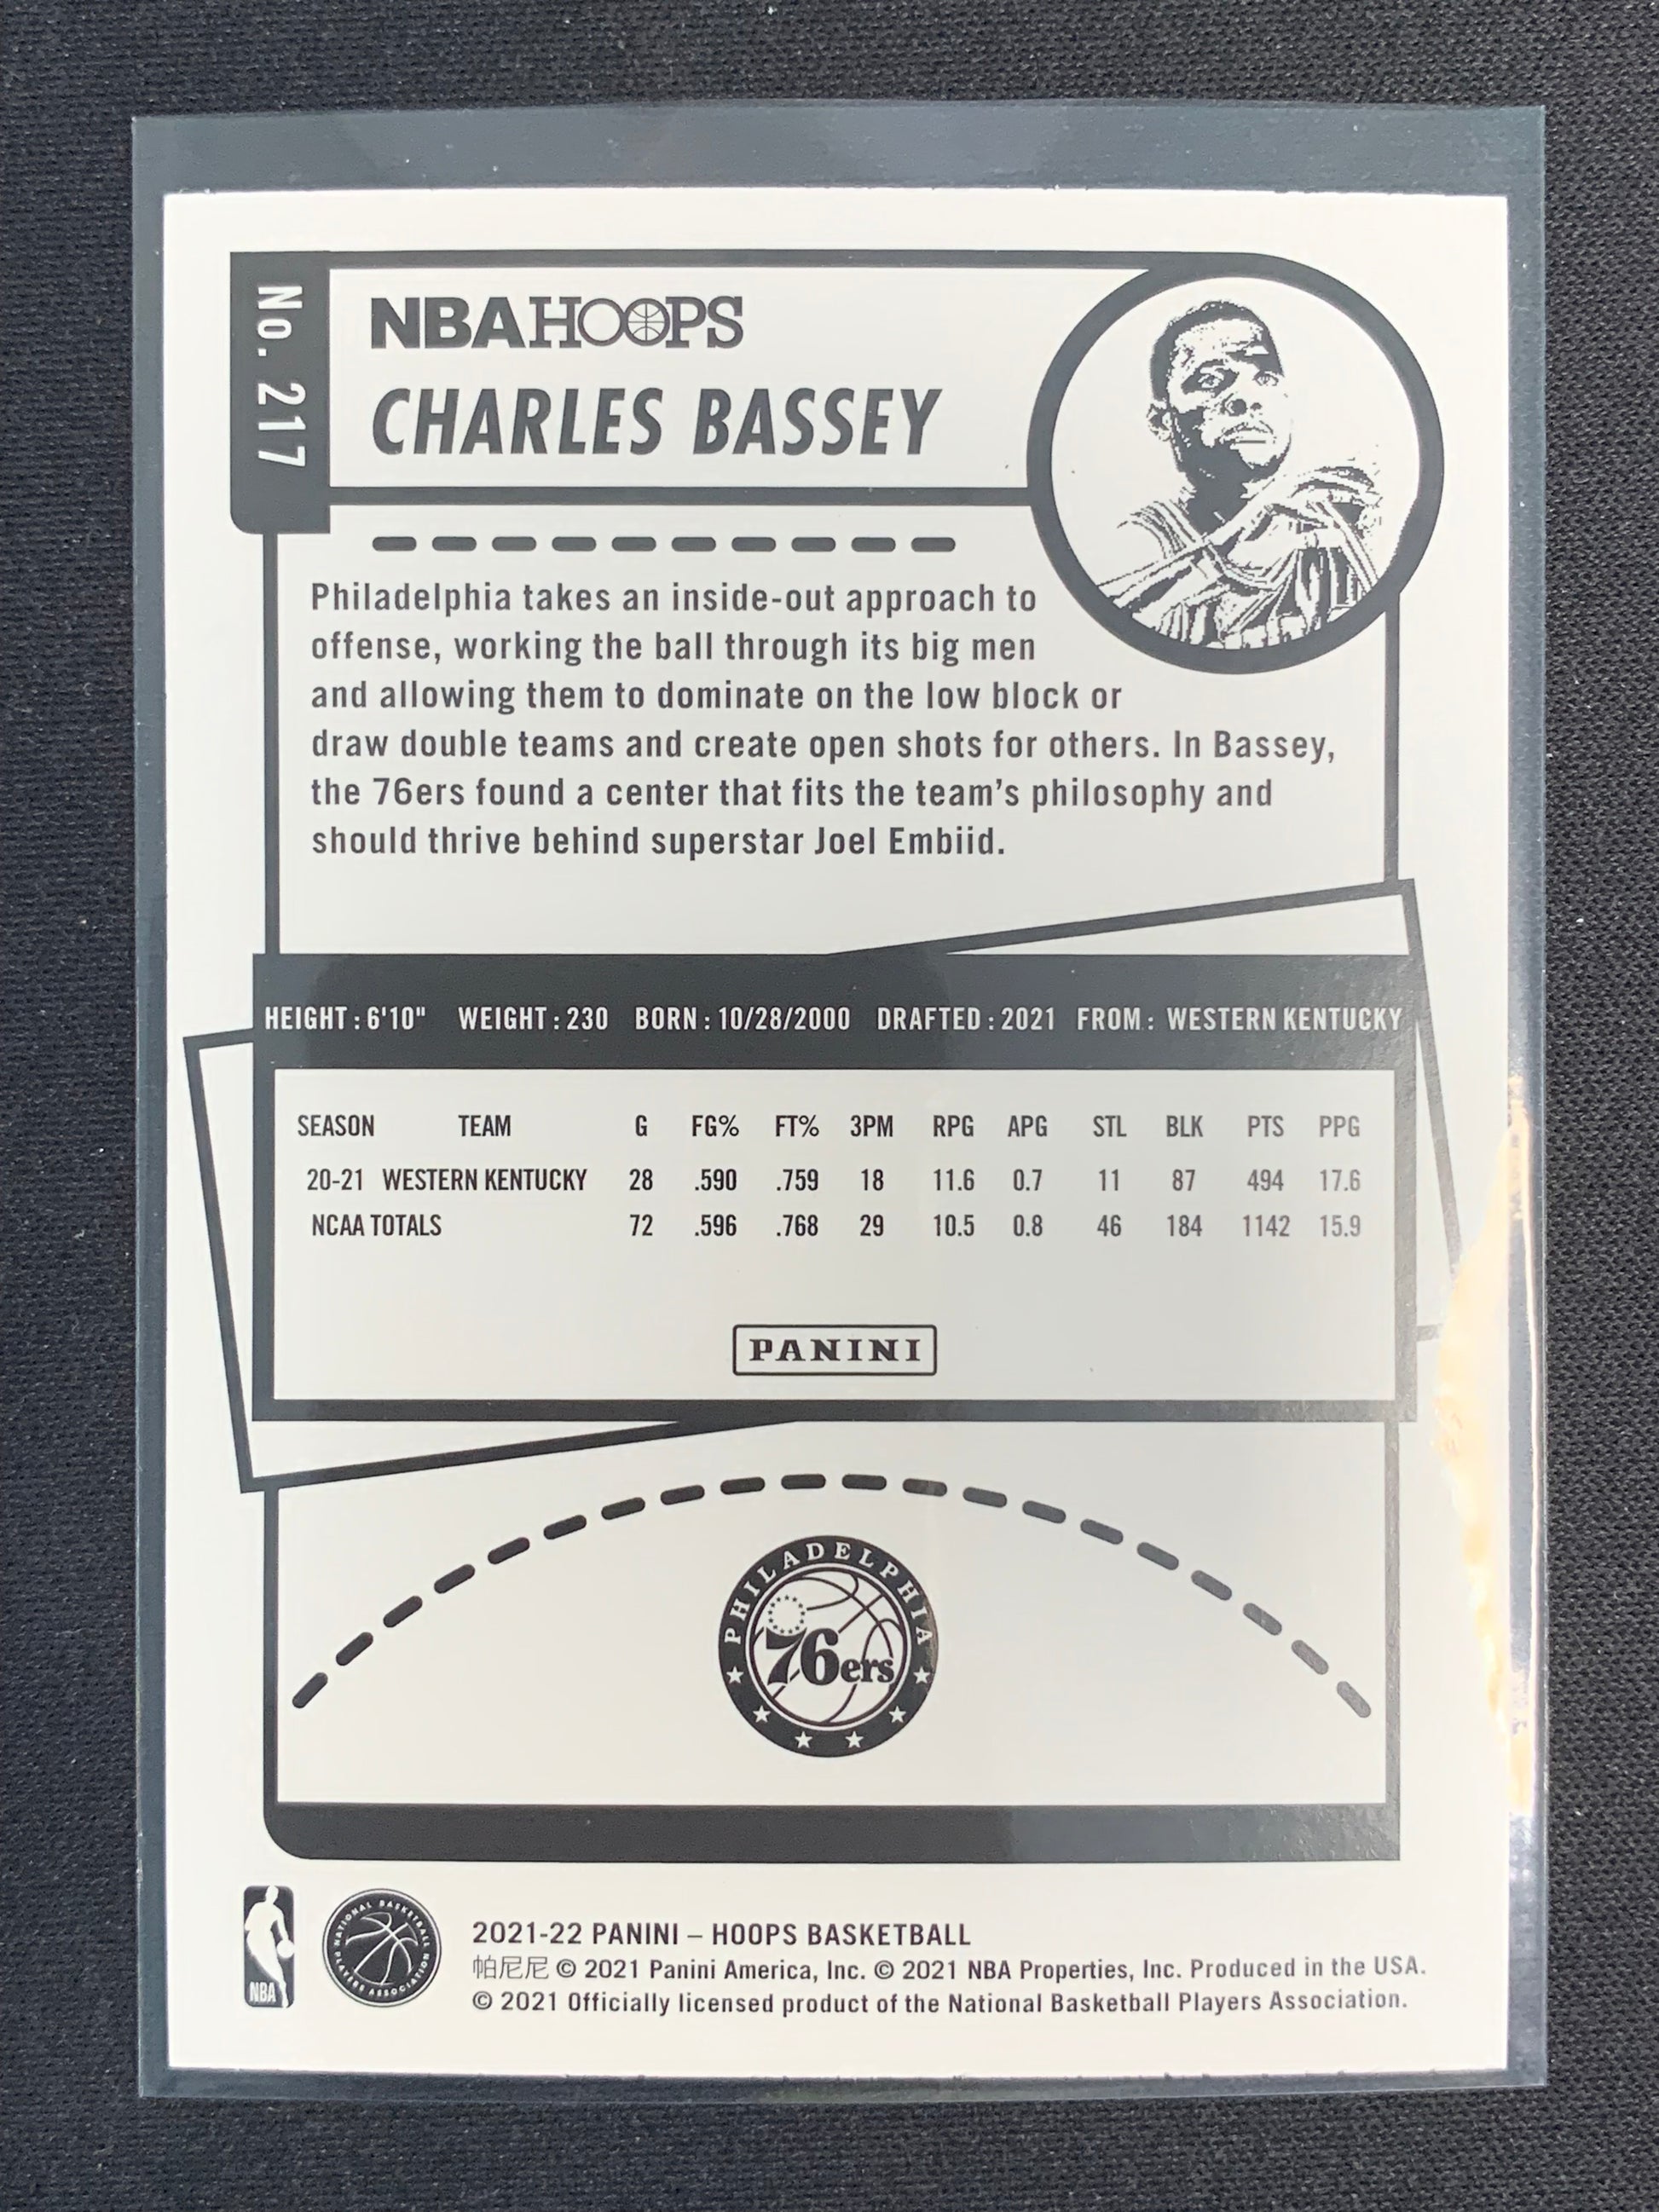 No. 217
NBA HOOPS
CHARLES BASSEY
Philadelphia takes an inside-out approach to
offense, working the ball through its big men
and allowing them to dominate on the low block or
draw double teams and create open shots for others. In Bassey,
the 76ers found a center that fits the team's philosophy and
should thrive behind superstar Joel Embiid.
HEIGHT : 6'10" WEIGHT : 230 BORN : 10/28/2000 DRAFTED : 2021 FROM : WESTERN KENTUCKY
SEASON TEAM G FG% FT% 3PM RPG APG STL BLK PTS PPG
20-21 WESTERN KENTUCKY 28 .590 .759 18 11.6 0.7 11 87 494 17.6
NCAA TOTALS 72 .596 .768 29 10.5 0.8 46 184 1142 15.9
PANINI
PHILADELPHIA
76ers
NBA
NATIONAL BASKETBALL
PLAYERS ASSOCIATION
2021-22 PANINI – HOOPS BASKETBALL
帕尼尼 © 2021 Panini America, Inc. © 2021 NBA Properties, Inc. Produced in the USA.
© 2021 Officially licensed product of the National Basketball Players Association.